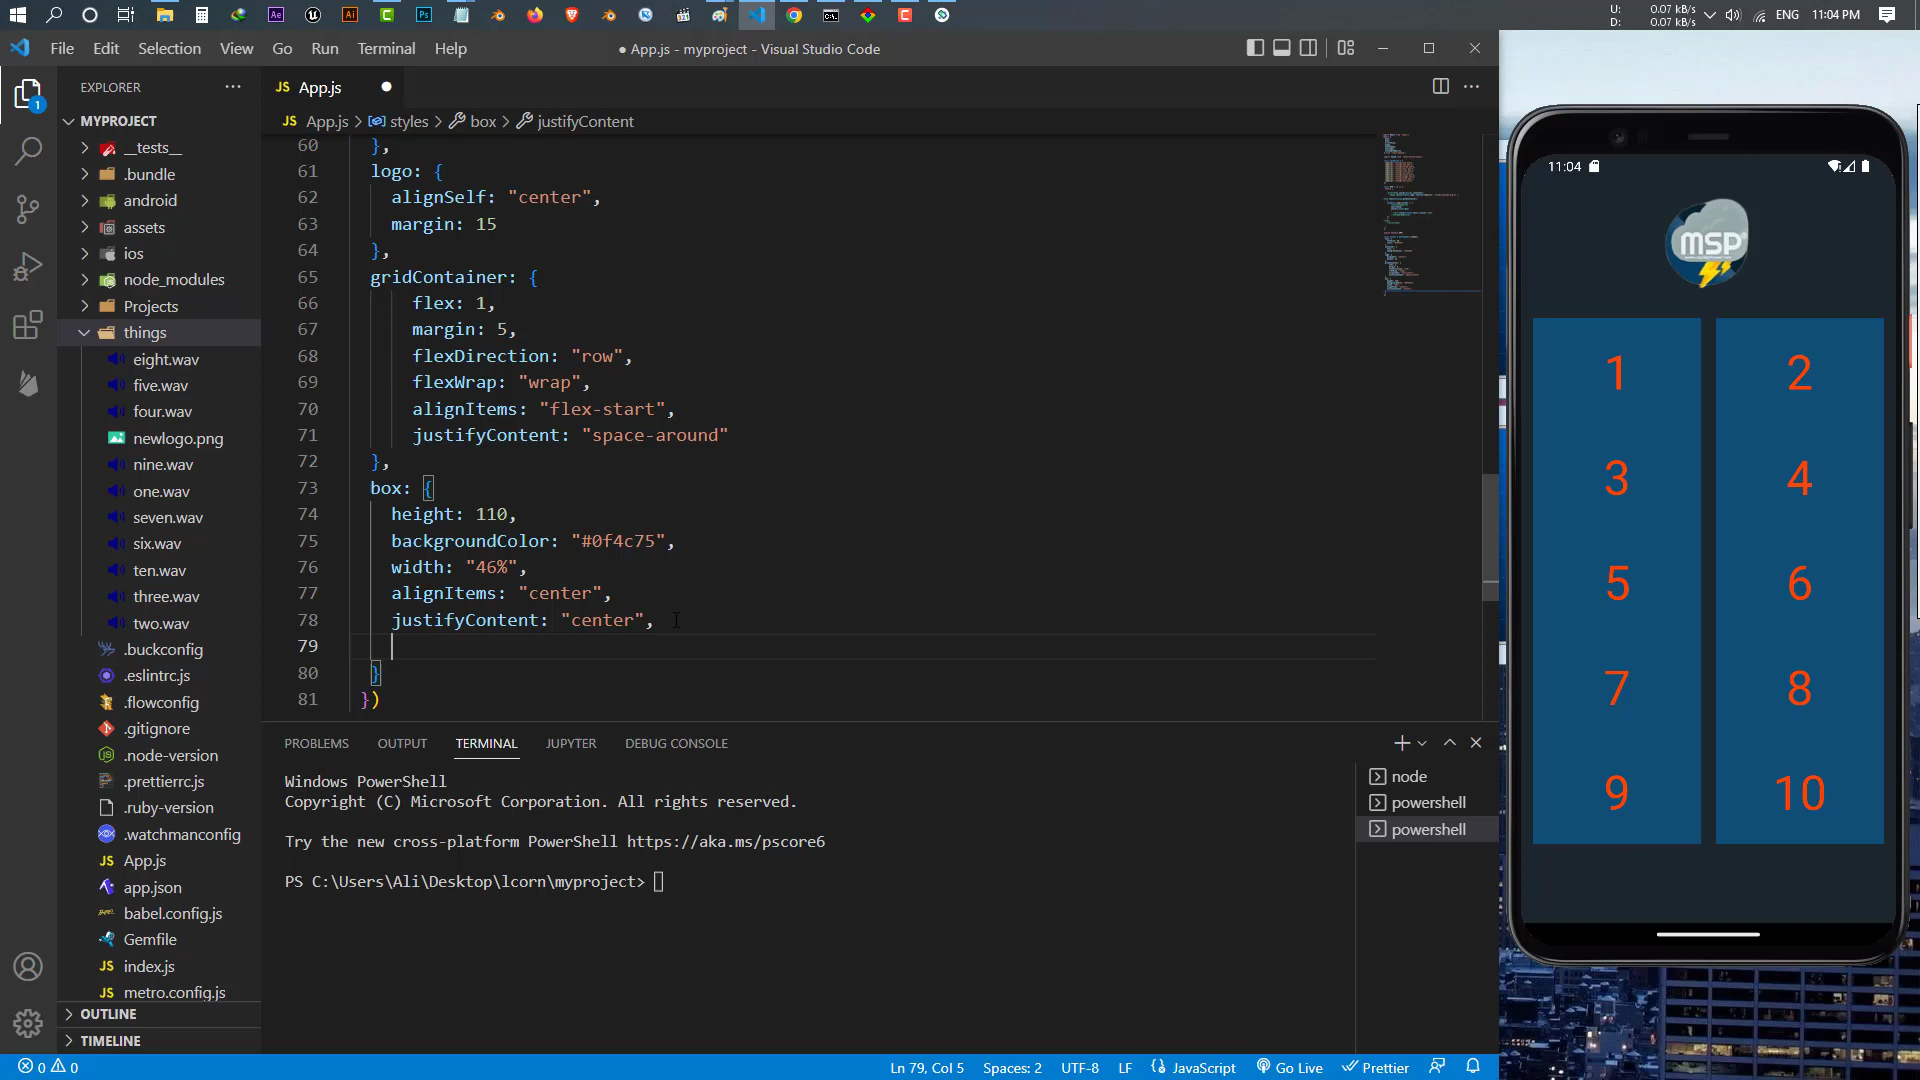 U: 0.07 kB/s
D: 0.07 kB/s
ENG 11:04 PM
File Edit Selection View Go Run Terminal Help
● App.js - myproject - Visual Studio Code
EXPLORER
JS App.js
JS App.js > styles > box > justifyContent
MYPROJECT
__tests__
.bundle
android
assets
ios
node_modules
Projects
things
eight.wav
five.wav
four.wav
newlogo.png
nine.wav
one.wav
seven.wav
six.wav
ten.wav
three.wav
two.wav
.buckconfig
.eslintrc.js
.flowconfig
.gitignore
.node-version
.prettierrc.js
.ruby-version
.watchmanconfig
JS App.js
app.json
babel.config.js
Gemfile
JS index.js
JS metro.config.js
OUTLINE
TIMELINE
60 },
61 logo: {
62 alignSelf: "center",
63 margin: 15
64 },
65 gridContainer: {
66 flex: 1,
67 margin: 5,
68 flexDirection: "row",
69 flexWrap: "wrap",
70 alignItems: "flex-start",
71 justifyContent: "space-around"
72 },
73 box: {
74 height: 110,
75 backgroundColor: "#0f4c75",
76 width: "46%",
77 alignItems: "center",
78 justifyContent: "center",
79
80 }
81 })
PROBLEMS OUTPUT TERMINAL JUPYTER DEBUG CONSOLE
Windows PowerShell
Copyright (C) Microsoft Corporation. All rights reserved.
Try the new cross-platform PowerShell https://aka.ms/pscore6
PS C:\Users\Ali\Desktop\lcorn\myproject>
node
powershell
powershell
0 0
Ln 79, Col 5 Spaces: 2 UTF-8 LF JavaScript Go Live Prettier
11:04
MSP
1 2
3 4
5 6
7 8
9 10